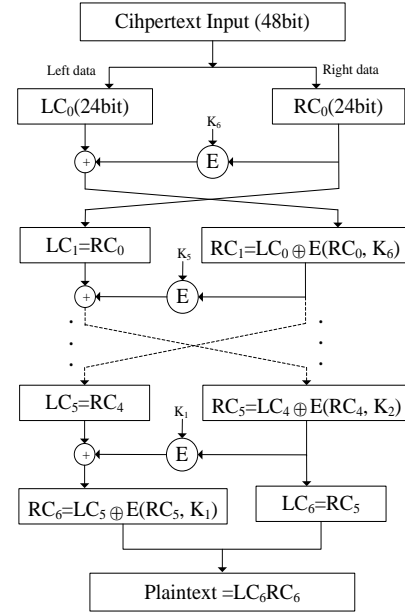 Cihpertext Input (48bit)
Left data
Right data
LC₀(24bit)
RC₀(24bit)
K₆
+
E
LC₁=RC₀
RC₁=LC₀⊕E(RC₀, K₆)
K₅
+
E
LC₅=RC₄
RC₅=LC₄⊕E(RC₄, K₂)
K₁
+
E
RC₆=LC₅⊕E(RC₅, K₁)
LC₆=RC₅
Plaintext =LC₆RC₆